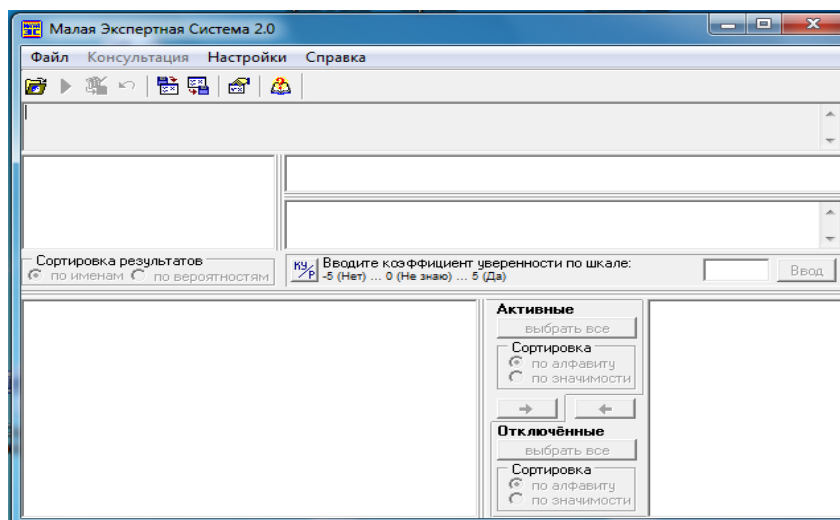 Малая Экспертная Система 2.0
Файл Консультация Настройки Справка
Сортировка результатов
по именам по вероятностям
КУ/Р
Вводите коэффициент уверенности по шкале:
-5 (Нет) ... 0 (Не знаю) ... 5 (Да)
Ввод
Активные
выбрать все
Сортировка
по алфавиту
по значимости
Отключённые
выбрать все
Сортировка
по алфавиту
по значимости